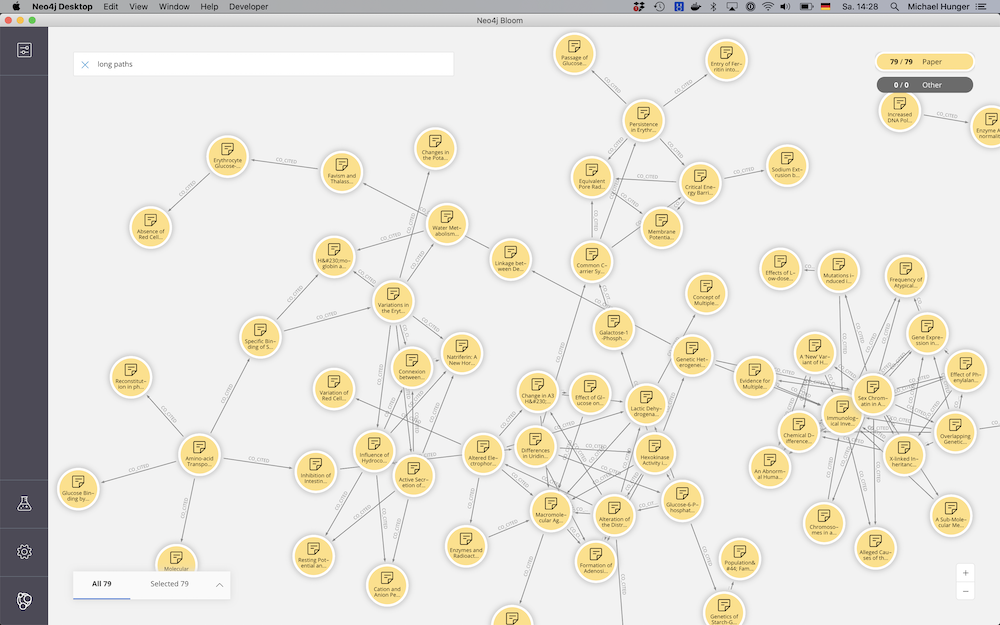 Neo4j Desktop Edit View Window Help Developer
Sa. 14:28 Michael Hunger
Neo4j Bloom
long paths
79 / 79 Paper
0 / 0 Other
Passage of
Glucose...
Entry of Fer-
ritin into...
Increased
DNA Pol...
Enzyme A
normalit
Persistence
in Erythr...
Erythrocyte
Glucose-...
Favism and
Thalass...
Changes in
the Pota...
Equivalent
Pore Rad...
Critical Ene-
rgy Barri...
Sodium Ext-
rusion b...
Absence of
Red Cell...
Water Met-
abolism...
Membrane
Potentia...
H&#230;mo-
globin a...
Linkage bet-
ween De...
Common C-
arrier Sy...
Effects of L-
ow-dose...
Mutations i-
nduced i...
Frequency of
Atypical...
Variations in
the Eryt...
Concept of
Multiple...
Specific Bin-
ding of S...
Galactose-1
-Phosph...
Gene Expre-
ssion in...
Natriferin: A
New Hor...
Genetic Het-
erogenei...
A 'New' Var-
iant of H...
Reconstitut-
ion in ph...
Variation of
Red Cell...
Connexion
between...
Evidence for
Multiple...
Effect of Ph-
enylalan...
Change in A3
H&#230;...
Effect of Gl-
ucose on...
Lactic Dehy-
drogena...
Sex Chrom-
atin in A...
Immunolog-
ical Inve...
Chemical D-
ifference...
Overlapping
Genetic...
Amino-acid
Transpo...
Influence of
Hydroco...
Altered Ele-
ctrophor...
Differences
in Uridin...
Hexokinase
Activity i...
X-linked In-
heritanc...
Glucose Bin-
ding by...
Inhibition of
Intestin...
Active Secr-
etion of...
An Abnorm-
al Huma...
Glucose-6-P-
hosphat...
Macromole-
cular Ag...
Alteration of
the Distr...
Chromoso-
mes in a...
A Sub-Mole-
cular Me...
Resting Pot-
ential an...
Enzymes and
Radioact...
Formation of
Adenosi...
Population&
#44; Fam...
Alleged Cau-
ses of th...
Molecular
Cation and
Anion Pe...
Genetics of
Starch-G...
CO_CITED
All 79 Selected 79
+
−